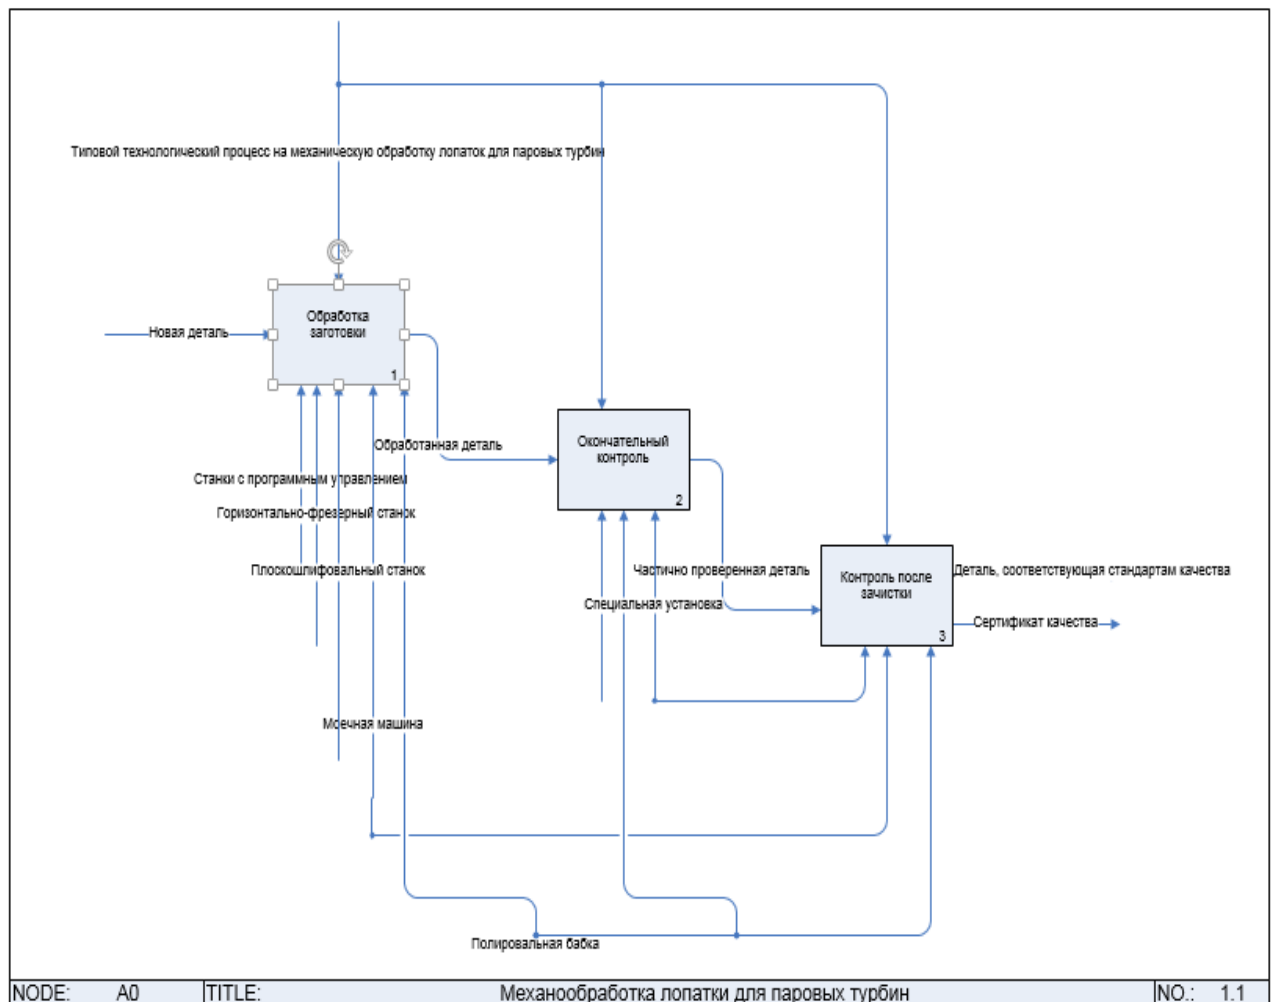 Типовой технологический процесс на механическую обработку лопаток для паровых турбин
Обработка
заготовки
1
Новая деталь
Обработанная деталь
Окончательный
контроль
2
Станки с программным управлением
Горизонтально-фрезерный станок
Плоскошлифовальный станок
Частично проверенная деталь
Специальная установка
Контроль после
зачистки
3
Деталь, соответствующая стандартам качества
Сертификат качества
Моечная машина
Полировальная бабка
NODE: A0 TITLE: Механообработка лопатки для паровых турбин NO.: 1.1